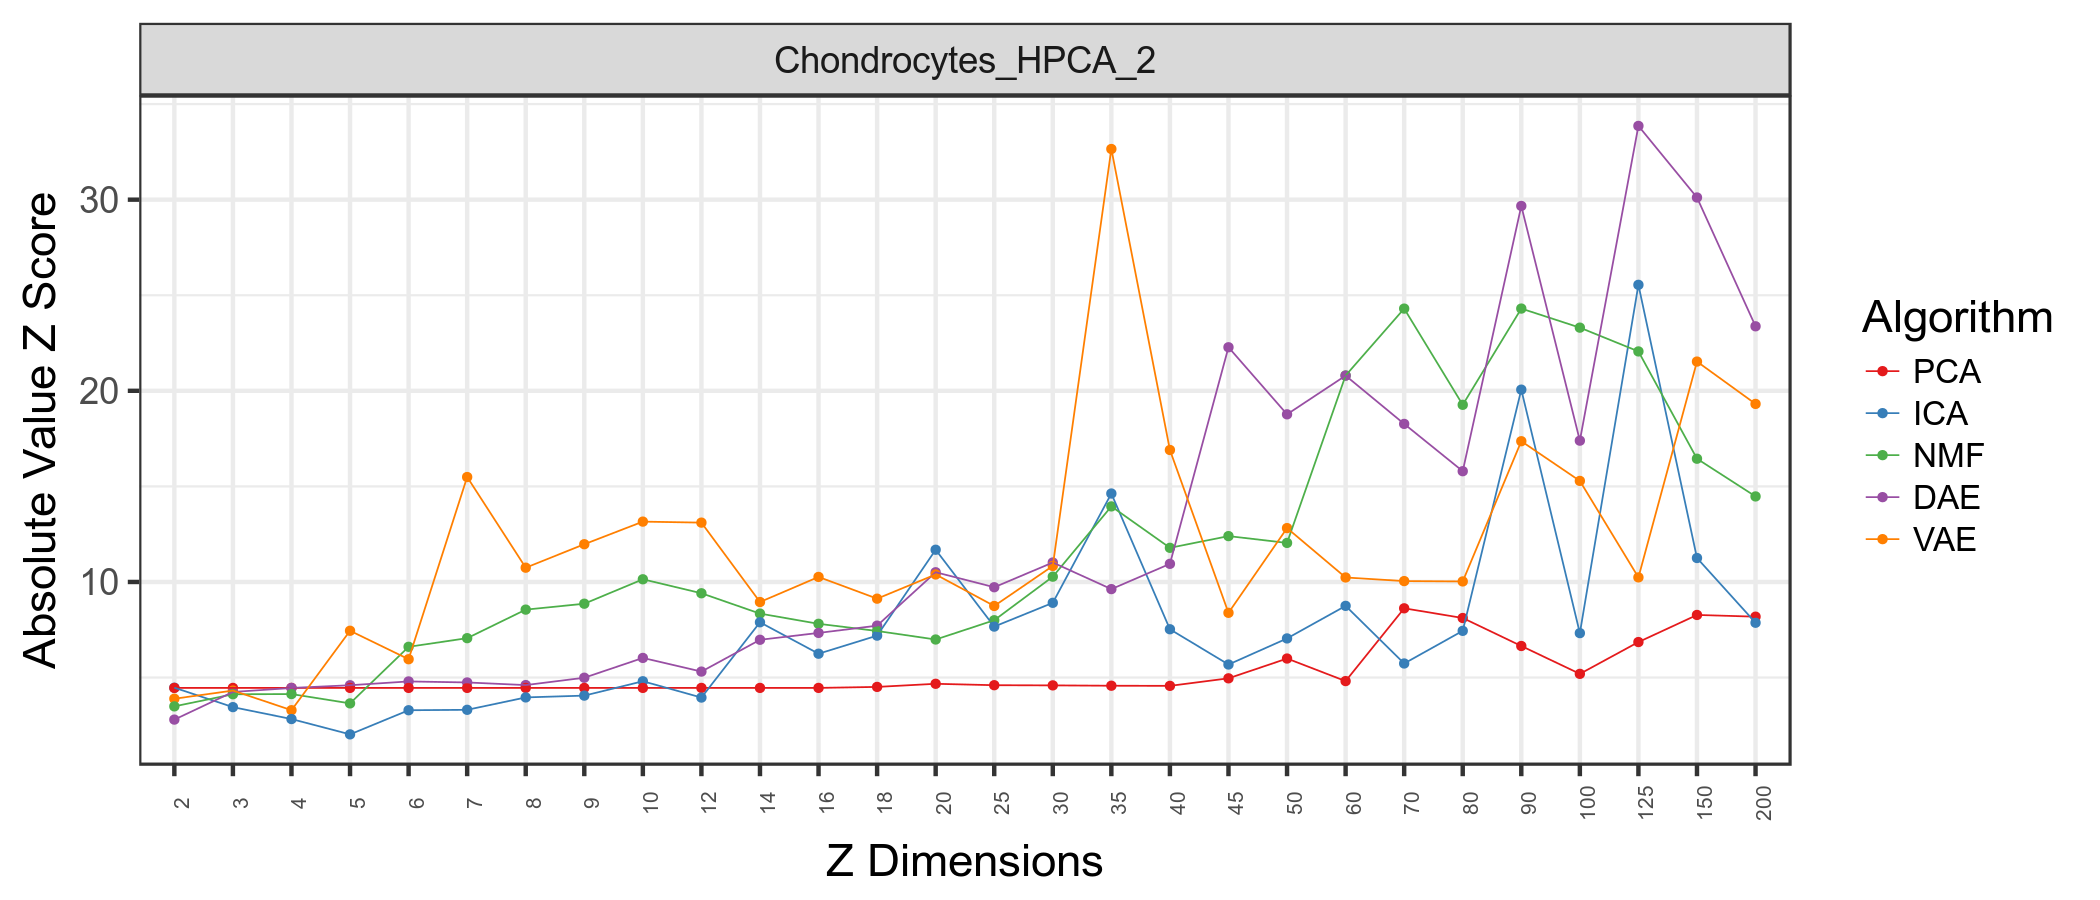 Chondrocytes_HPCA_2
Absolute Value Z Score
30
20
10
2 3 4 5 6 7 8 9 10 12 14 16 18 20 25 30 35 40 45 50 60 70 80 90 100 125 150 200
Z Dimensions
Algorithm
PCA
ICA
NMF
DAE
VAE